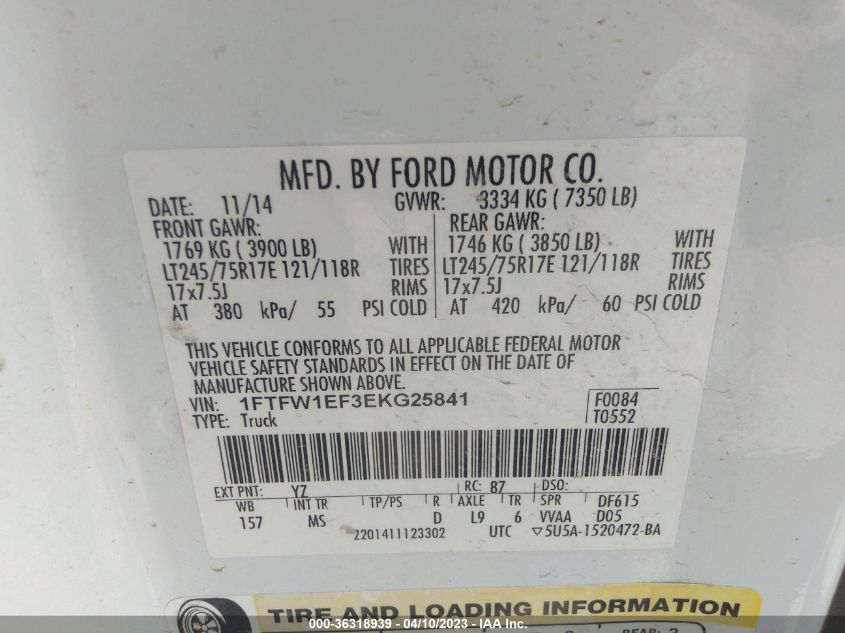 MFD. BY FORD MOTOR CO.
DATE: 11/14 GVWR: 3334 KG ( 7350 LB)
FRONT GAWR: REAR GAWR:
1769 KG ( 3900 LB) WITH 1746 KG ( 3850 LB) WITH
LT245/75R17E 121/118R TIRES LT245/75R17E 121/118R TIRES
17x7.5J RIMS 17x7.5J RIMS
AT 380 kPa/ 55 PSI COLD AT 420 kPa/ 60 PSI COLD
THIS VEHICLE CONFORMS TO ALL APPLICABLE FEDERAL MOTOR
VEHICLE SAFETY STANDARDS IN EFFECT ON THE DATE OF
MANUFACTURE SHOWN ABOVE.
VIN: 1FTFW1EF3EKG25841 F0084
TYPE: Truck T0552
EXT PNT: YZ RC: 87 DSO:
WB INT TR TP/PS R AXLE TR SPR DF615
157 MS D L9 6 VVAA D05
2201411123302 UTC ▽5U5A-1520472-BA
TIRE AND LOADING INFORMATION
000-36318939 - 04/10/2023 - IAA, Inc.